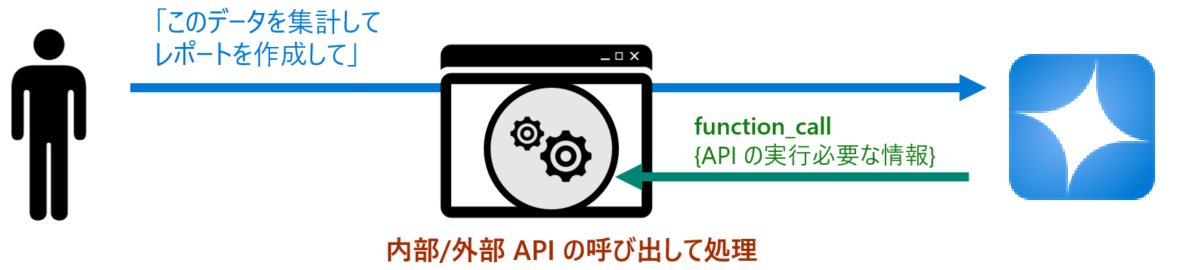 「このデータを集計して
レポートを作成して」
function_call
{API の実行必要な情報}
内部/外部 API の呼び出して処理